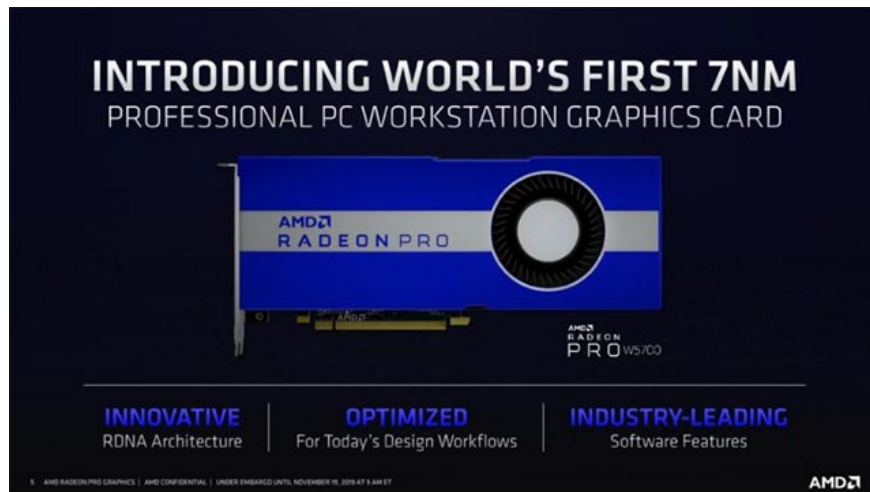 INTRODUCING WORLD'S FIRST 7NM
PROFESSIONAL PC WORKSTATION GRAPHICS CARD
AMD
RADEON PRO
AMD
AMD
RADEON
PRO W5700
INNOVATIVE
RDNA Architecture
OPTIMIZED
For Today's Design Workflows
INDUSTRY-LEADING
Software Features
5 AMD RADEON PRO GRAPHICS | AMD CONFIDENTIAL | UNDER EMBARGO UNTIL NOVEMBER 19, 2019 AT 9 AM ET
AMD